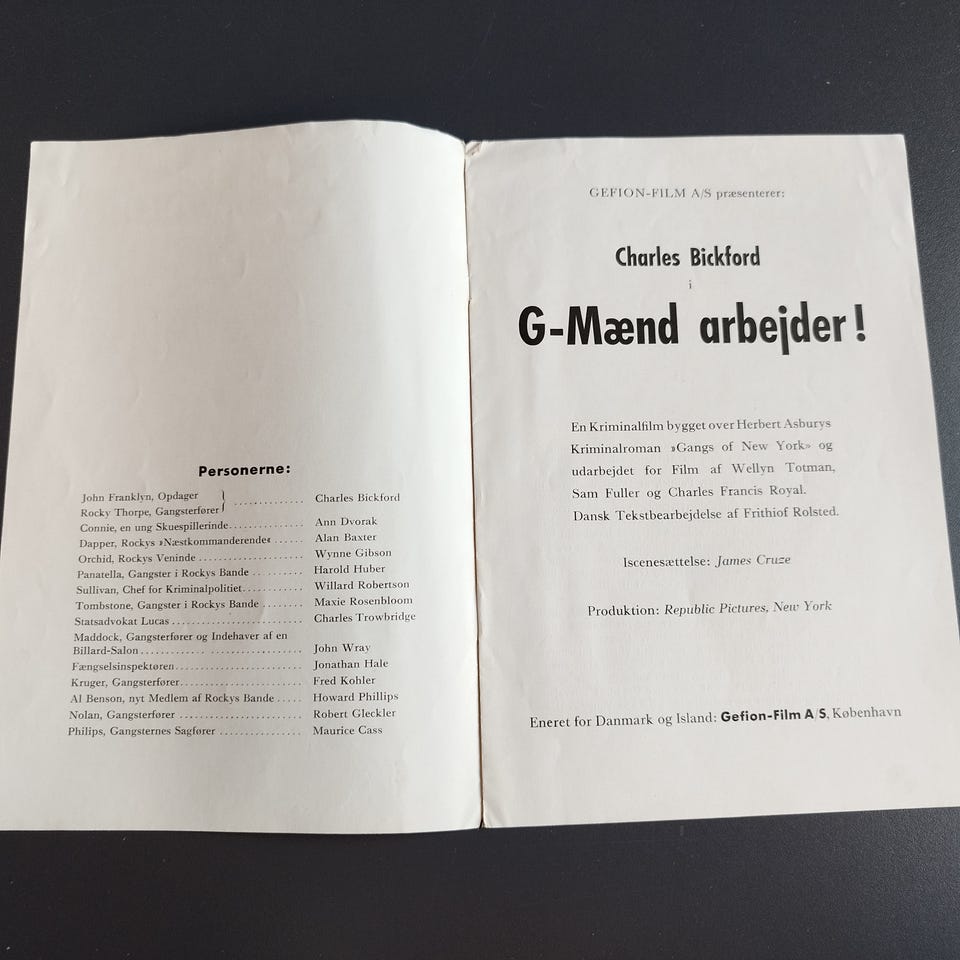 Personerne:
John Franklyn, Opdager
Rocky Thorpe, Gangsterfører } ............ Charles Bickford
Connie, en ung Skuespillerinde............. Ann Dvorak
Dapper, Rockys »Næstkommanderende« ...... Alan Baxter
Orchid, Rockys Veninde .................. Wynne Gibson
Panatella, Gangster i Rockys Bande ......... Harold Huber
Sullivan, Chef for Kriminalpolitiet........... Willard Robertson
Tombstone, Gangster i Rockys Bande ....... Maxie Rosenbloom
Statsadvokat Lucas ....................... Charles Trowbridge
Maddock, Gangsterfører og Indehaver af en
Billard-Salon ....................... John Wray
Fængselsinspektøren...................... Jonathan Hale
Kruger, Gangsterfører..................... Fred Kohler
Al Benson, nyt Medlem af Rockys Bande ..... Howard Phillips
Nolan, Gangsterfører ..................... Robert Gleckler
Philips, Gangsternes Sagfører ............... Maurice Cass
GEFION-FILM A/S præsenterer:
Charles Bickford
i
G-Mænd arbejder!
En Kriminalfilm bygget over Herbert Asburys
Kriminalroman »Gangs of New York» og
udarbejdet for Film af Wellyn Totman,
Sam Fuller og Charles Francis Royal.
Dansk Tekstbearbejdelse af Frithiof Rolsted.
Iscenesættelse: James Cruze
Produktion: Republic Pictures, New York
Eneret for Danmark og Island: Gefion-Film A/S, København